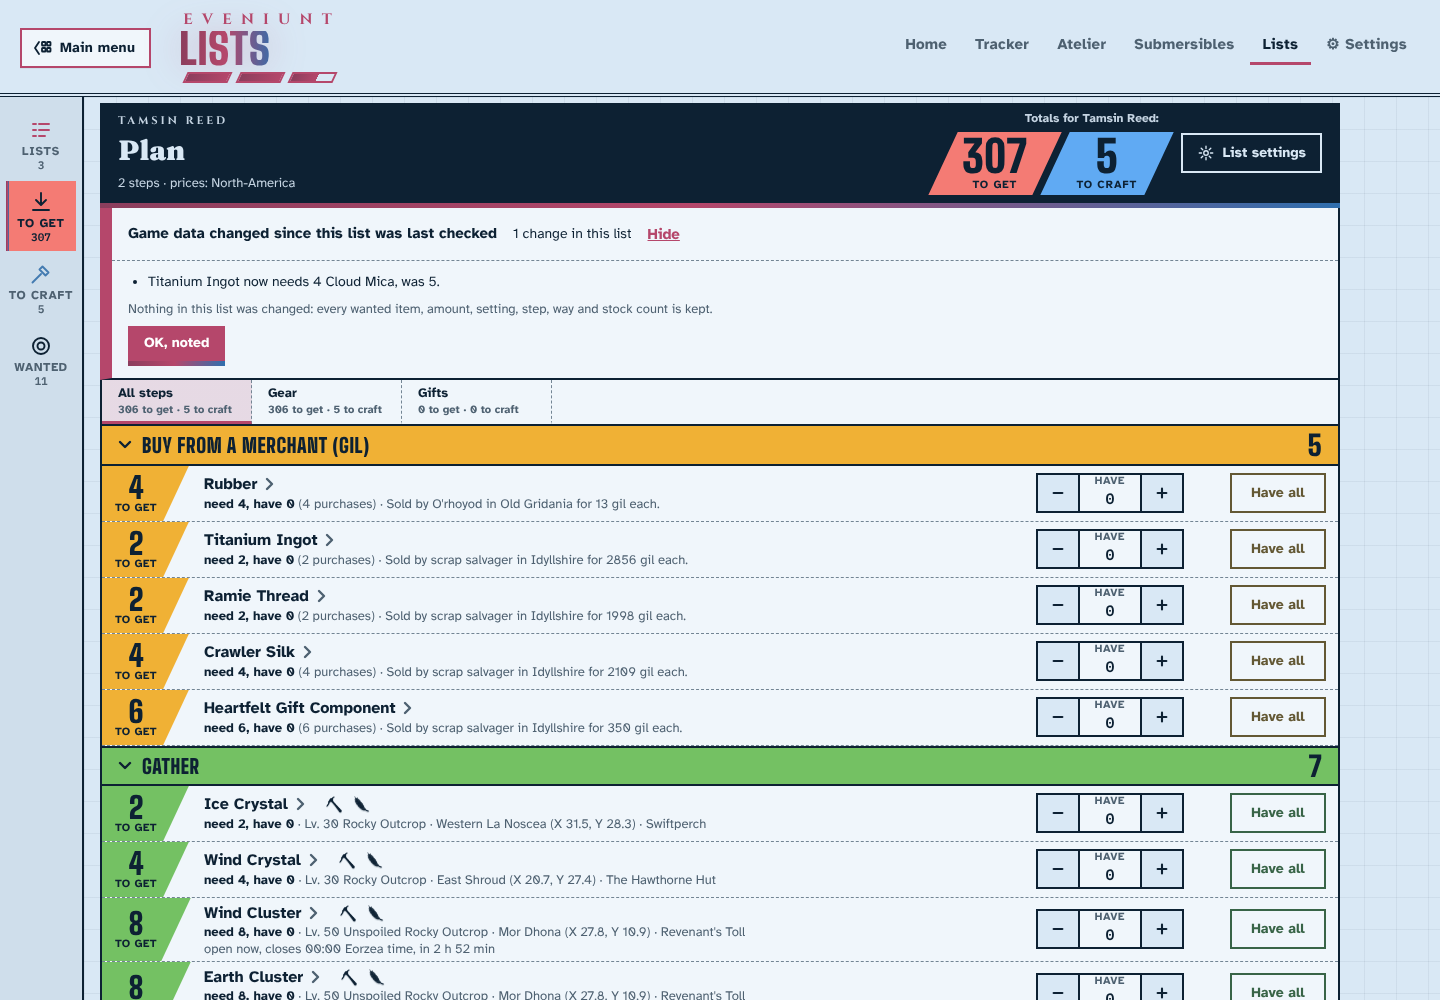 Main menu
EVENIUNT
LISTS
Home
Tracker
Atelier
Submersibles
Lists
Settings
LISTS
3
TO GET
307
TO CRAFT
5
WANTED
11
TAMSIN REED
Plan
2 steps · prices: North-America
Totals for Tamsin Reed:
307
TO GET
5
TO CRAFT
List settings
Game data changed since this list was last checked 1 change in this list Hide
• Titanium Ingot now needs 4 Cloud Mica, was 5.
Nothing in this list was changed: every wanted item, amount, setting, step, way and stock count is kept.
OK, noted
All steps
306 to get · 5 to craft
Gear
306 to get · 5 to craft
Gifts
0 to get · 0 to craft
BUY FROM A MERCHANT (GIL) 5
4
TO GET
Rubber
need 4, have 0 (4 purchases) · Sold by O'rhoyod in Old Gridania for 13 gil each.
−
HAVE
0
+
Have all
2
TO GET
Titanium Ingot
need 2, have 0 (2 purchases) · Sold by scrap salvager in Idyllshire for 2856 gil each.
−
HAVE
0
+
Have all
2
TO GET
Ramie Thread
need 2, have 0 (2 purchases) · Sold by scrap salvager in Idyllshire for 1998 gil each.
−
HAVE
0
+
Have all
4
TO GET
Crawler Silk
need 4, have 0 (4 purchases) · Sold by scrap salvager in Idyllshire for 2109 gil each.
−
HAVE
0
+
Have all
6
TO GET
Heartfelt Gift Component
need 6, have 0 (6 purchases) · Sold by scrap salvager in Idyllshire for 350 gil each.
−
HAVE
0
+
Have all
GATHER 7
2
TO GET
Ice Crystal
need 2, have 0 · Lv. 30 Rocky Outcrop · Western La Noscea (X 31.5, Y 28.3) · Swiftperch
−
HAVE
0
+
Have all
4
TO GET
Wind Crystal
need 4, have 0 · Lv. 30 Rocky Outcrop · East Shroud (X 20.7, Y 27.4) · The Hawthorne Hut
−
HAVE
0
+
Have all
8
TO GET
Wind Cluster
need 8, have 0 · Lv. 50 Unspoiled Rocky Outcrop · Mor Dhona (X 27.8, Y 10.9) · Revenant's Toll
open now, closes 00:00 Eorzea time, in 2 h 52 min
−
HAVE
0
+
Have all
8
Earth Cluster
need 8, have 0 · Lv. 50 Unspoiled Rocky Outcrop · Mor Dhona (X 27.8, Y 10.9) · Revenant's Toll
−
HAVE
0
+
Have all